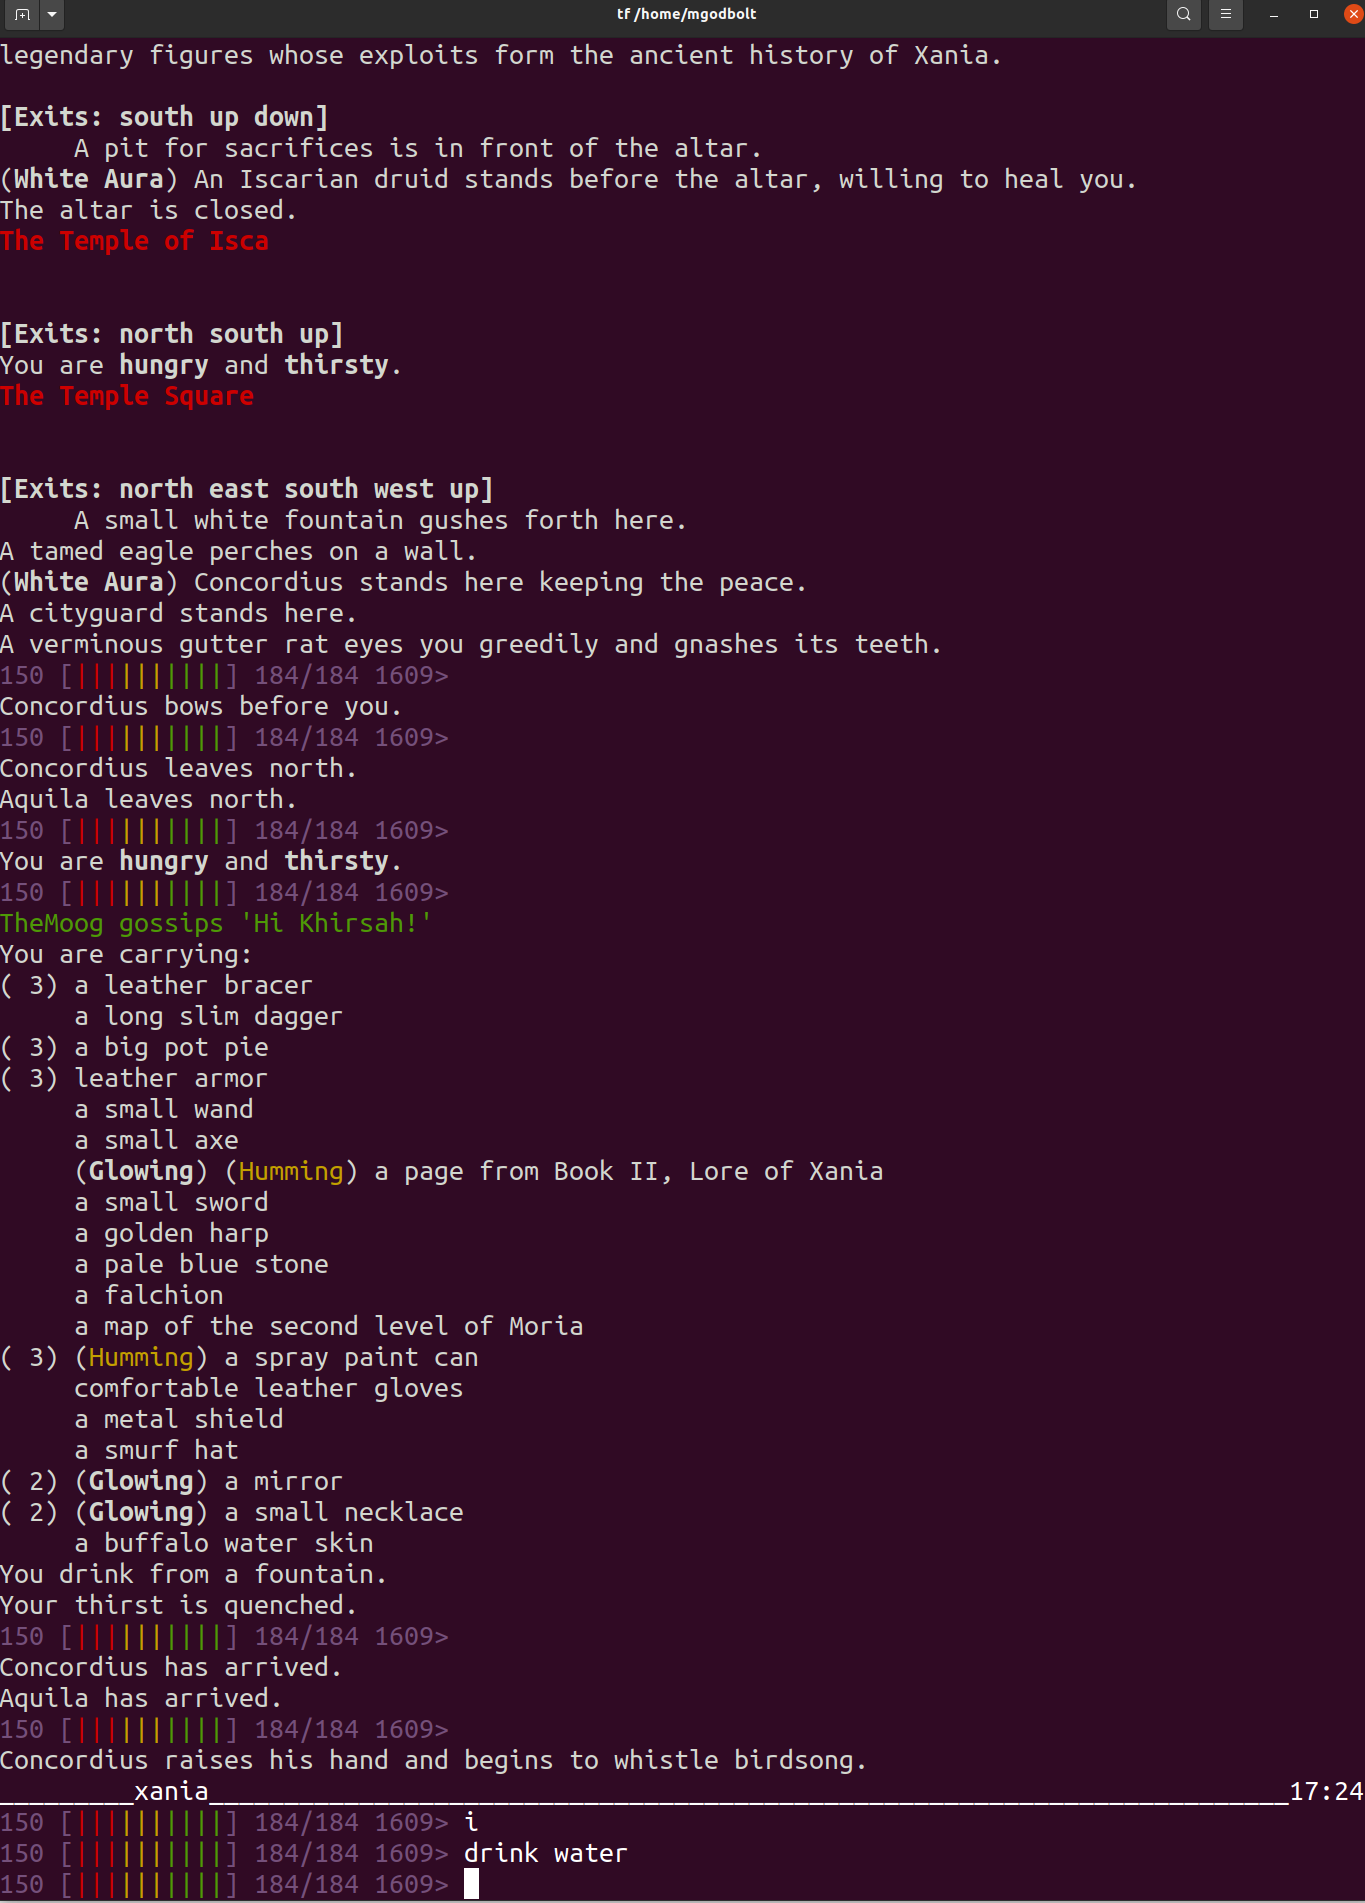 tf /home/mgodbolt
legendary figures whose exploits form the ancient history of Xania.
[Exits: south up down]
A pit for sacrifices is in front of the altar.
(White Aura) An Iscarian druid stands before the altar, willing to heal you.
The altar is closed.
The Temple of Isca
[Exits: north south up]
You are hungry and thirsty.
The Temple Square
[Exits: north east south west up]
A small white fountain gushes forth here.
A tamed eagle perches on a wall.
(White Aura) Concordius stands here keeping the peace.
A cityguard stands here.
A verminous gutter rat eyes you greedily and gnashes its teeth.
150 [||||||||||] 184/184 1609>
Concordius bows before you.
150 [||||||||||] 184/184 1609>
Concordius leaves north.
Aquila leaves north.
150 [||||||||||] 184/184 1609>
You are hungry and thirsty.
150 [||||||||||] 184/184 1609>
TheMoog gossips 'Hi Khirsah!'
You are carrying:
( 3) a leather bracer
a long slim dagger
( 3) a big pot pie
( 3) leather armor
a small wand
a small axe
(Glowing) (Humming) a page from Book II, Lore of Xania
a small sword
a golden harp
a pale blue stone
a falchion
a map of the second level of Moria
( 3) (Humming) a spray paint can
comfortable leather gloves
a metal shield
a smurf hat
( 2) (Glowing) a mirror
( 2) (Glowing) a small necklace
a buffalo water skin
You drink from a fountain.
Your thirst is quenched.
150 [||||||||||] 184/184 1609>
Concordius has arrived.
Aquila has arrived.
150 [||||||||||] 184/184 1609>
Concordius raises his hand and begins to whistle birdsong.
_________xania________________________________________________________________________17:24
150 [||||||||||] 184/184 1609> i
150 [||||||||||] 184/184 1609> drink water
150 [||||||||||] 184/184 1609>